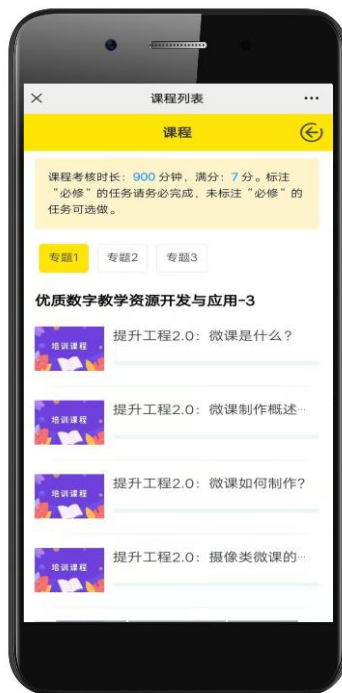 课程列表
课程
课程考核时长：900 分钟，满分：7 分。标注
“必修”的任务请务必完成，未标注“必修”的
任务可选做。
专题1 专题2 专题3
优质数字教学资源开发与应用-3
培训课程
提升工程2.0：微课是什么？
培训课程
提升工程2.0：微课制作概述…
培训课程
提升工程2.0：微课如何制作？
培训课程
提升工程2.0：摄像类微课的…